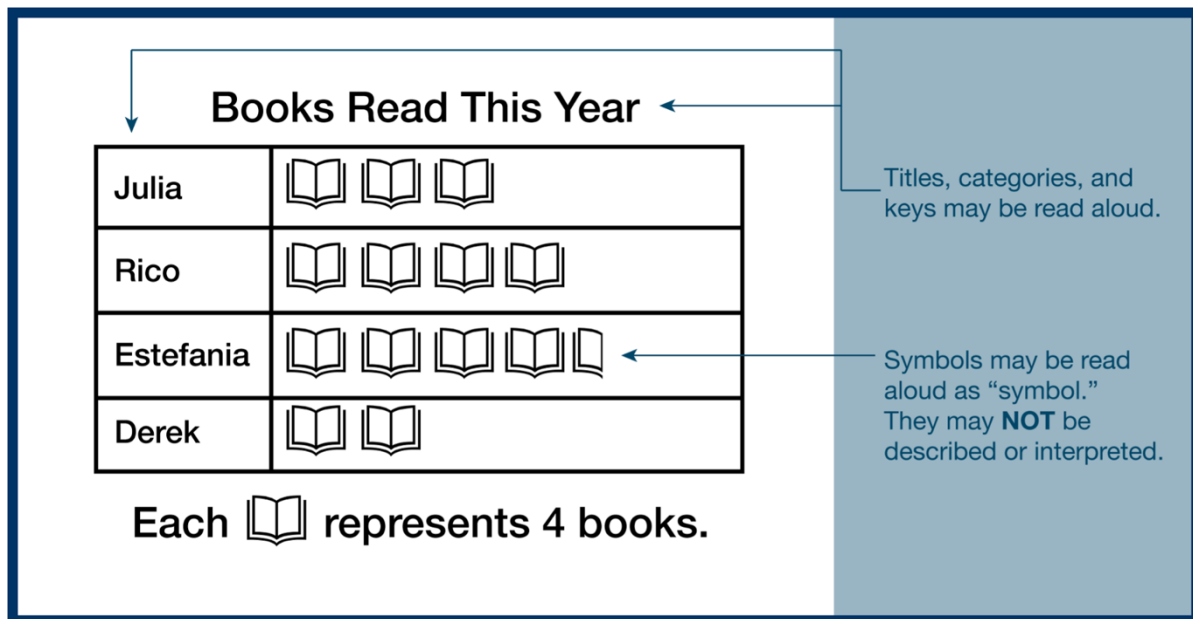 Books Read This Year
Julia
Rico
Estefania
Derek
Each represents 4 books.
Titles, categories, and
keys may be read aloud.
Symbols may be read
aloud as “symbol.”
They may NOT be
described or interpreted.